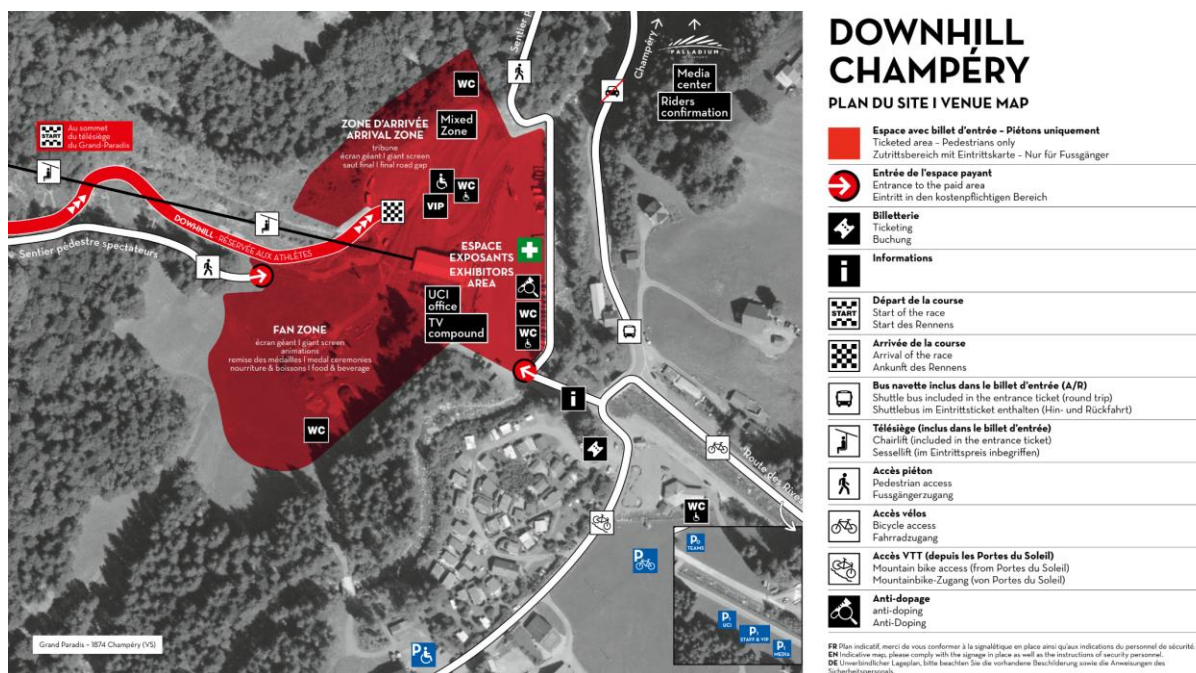 Sentier p
Champéry
PALLADIUM
Media
center
Riders
confirmation
WC
Mixed
Zone
ZONE D'ARRIVÉE
ARRIVAL ZONE
tribune
écran géant I giant screen
saut final I final road gap
WC
VIP
START
Au sommet
du télésiège
du Grand-Paradis
DOWNHILL - RÉSERVÉE AUX ATHLÈTES
Sentier pédestre spectateurs
ESPACE
EXPOSANTS
EXHIBITORS
AREA
UCI
office
TV
compound
WC
WC
FAN ZONE
écran géant I giant screen
animations
remise des médailles I medal ceremonies
nourriture & boissons I food & beverage
WC
i
Route des Rives
WC
P
P
P
TEAMS
P
UCI
P
STAFF & VIP
P
MEDIA
Grand Paradis – 1874 Champéry (VS)
DOWNHILL
CHAMPÉRY
PLAN DU SITE I VENUE MAP
Espace avec billet d'entrée – Piétons uniquement
Ticketed area – Pedestrians only
Zutrittsbereich mit Eintrittskarte – Nur für Fussgänger
Entrée de l'espace payant
Entrance to the paid area
Eintritt in den kostenpflichtigen Bereich
Billetterie
Ticketing
Buchung
i
Informations
START
Départ de la course
Start of the race
Start des Rennens
Arrivée de la course
Arrival of the race
Ankunft des Rennens
Bus navette inclus dans le billet d'entrée (A/R)
Shuttle bus included in the entrance ticket (round trip)
Shuttlebus im Eintrittsticket enthalten (Hin- und Rückfahrt)
Télésiège (inclus dans le billet d'entrée)
Chairlift (included in the entrance ticket)
Sessellift (im Eintrittspreis inbegriffen)
Accès piéton
Pedestrian access
Fussgängerzugang
Accès vélos
Bicycle access
Fahrradzugang
Accès VTT (depuis les Portes du Soleil)
Mountain bike access (from Portes du Soleil)
Mountainbike-Zugang (von Portes du Soleil)
Anti-dopage
anti-doping
Anti-Doping
FR Plan indicatif, merci de vous conformer à la signalétique en place ainsi qu'aux indications du personnel de sécurité.
EN Indicative map, please comply with the signage in place as well as the instructions of security personnel.
DE Unverbindlicher Lageplan, bitte beachten Sie die vorhandene Beschilderung sowie die Anweisungen des
Sicherheitspersonals.